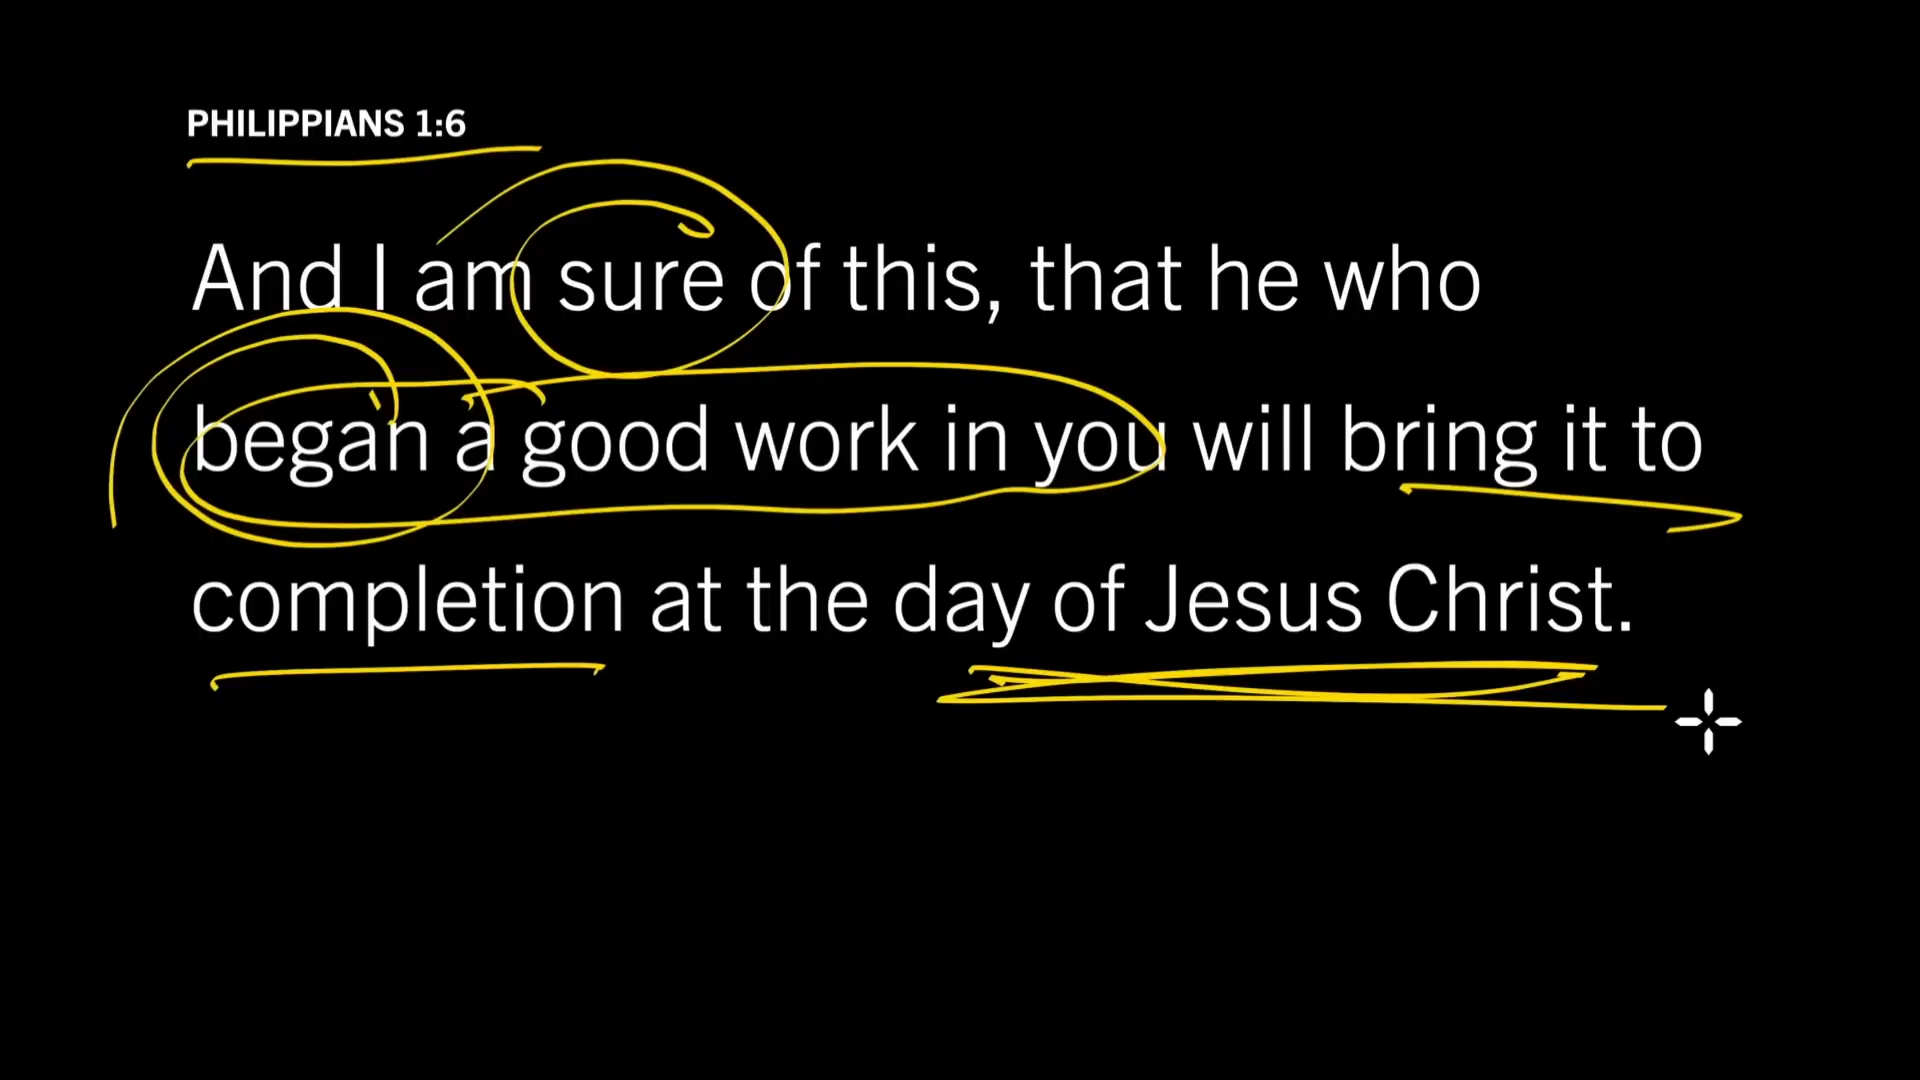 PHILIPPIANS 1:6
And I am sure of this, that he who
began a good work in you will bring it to
completion at the day of Jesus Christ.